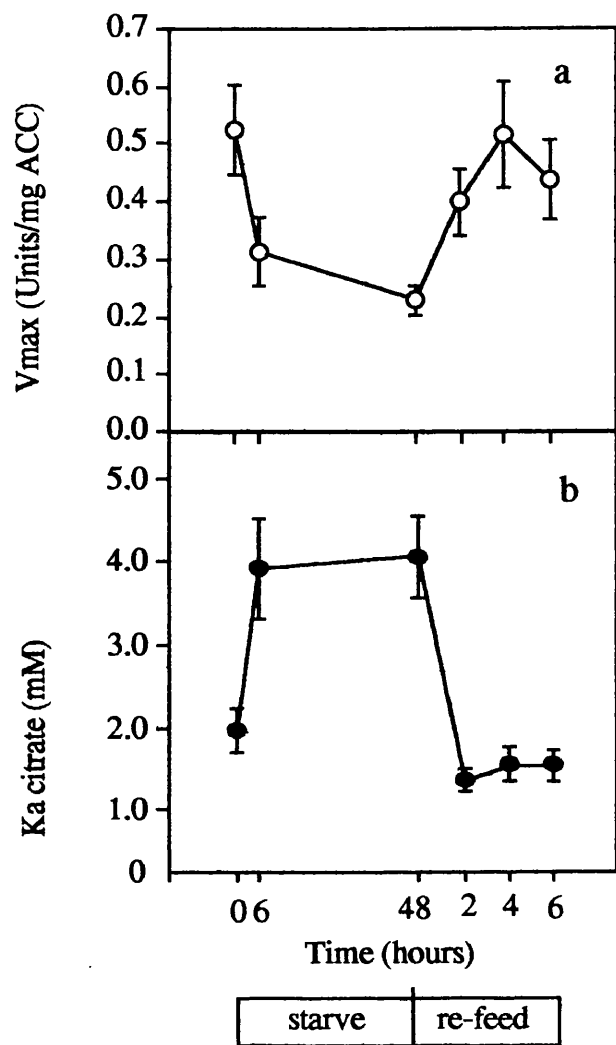 a
Vmax (Units/mg ACC)
0.7
0.6
0.5
0.4
0.3
0.2
0.1
0.0
b
Ka citrate (mM)
5.0
4.0
3.0
2.0
1.0
0
0 6 48 2 4 6
Time (hours)
starve re-feed